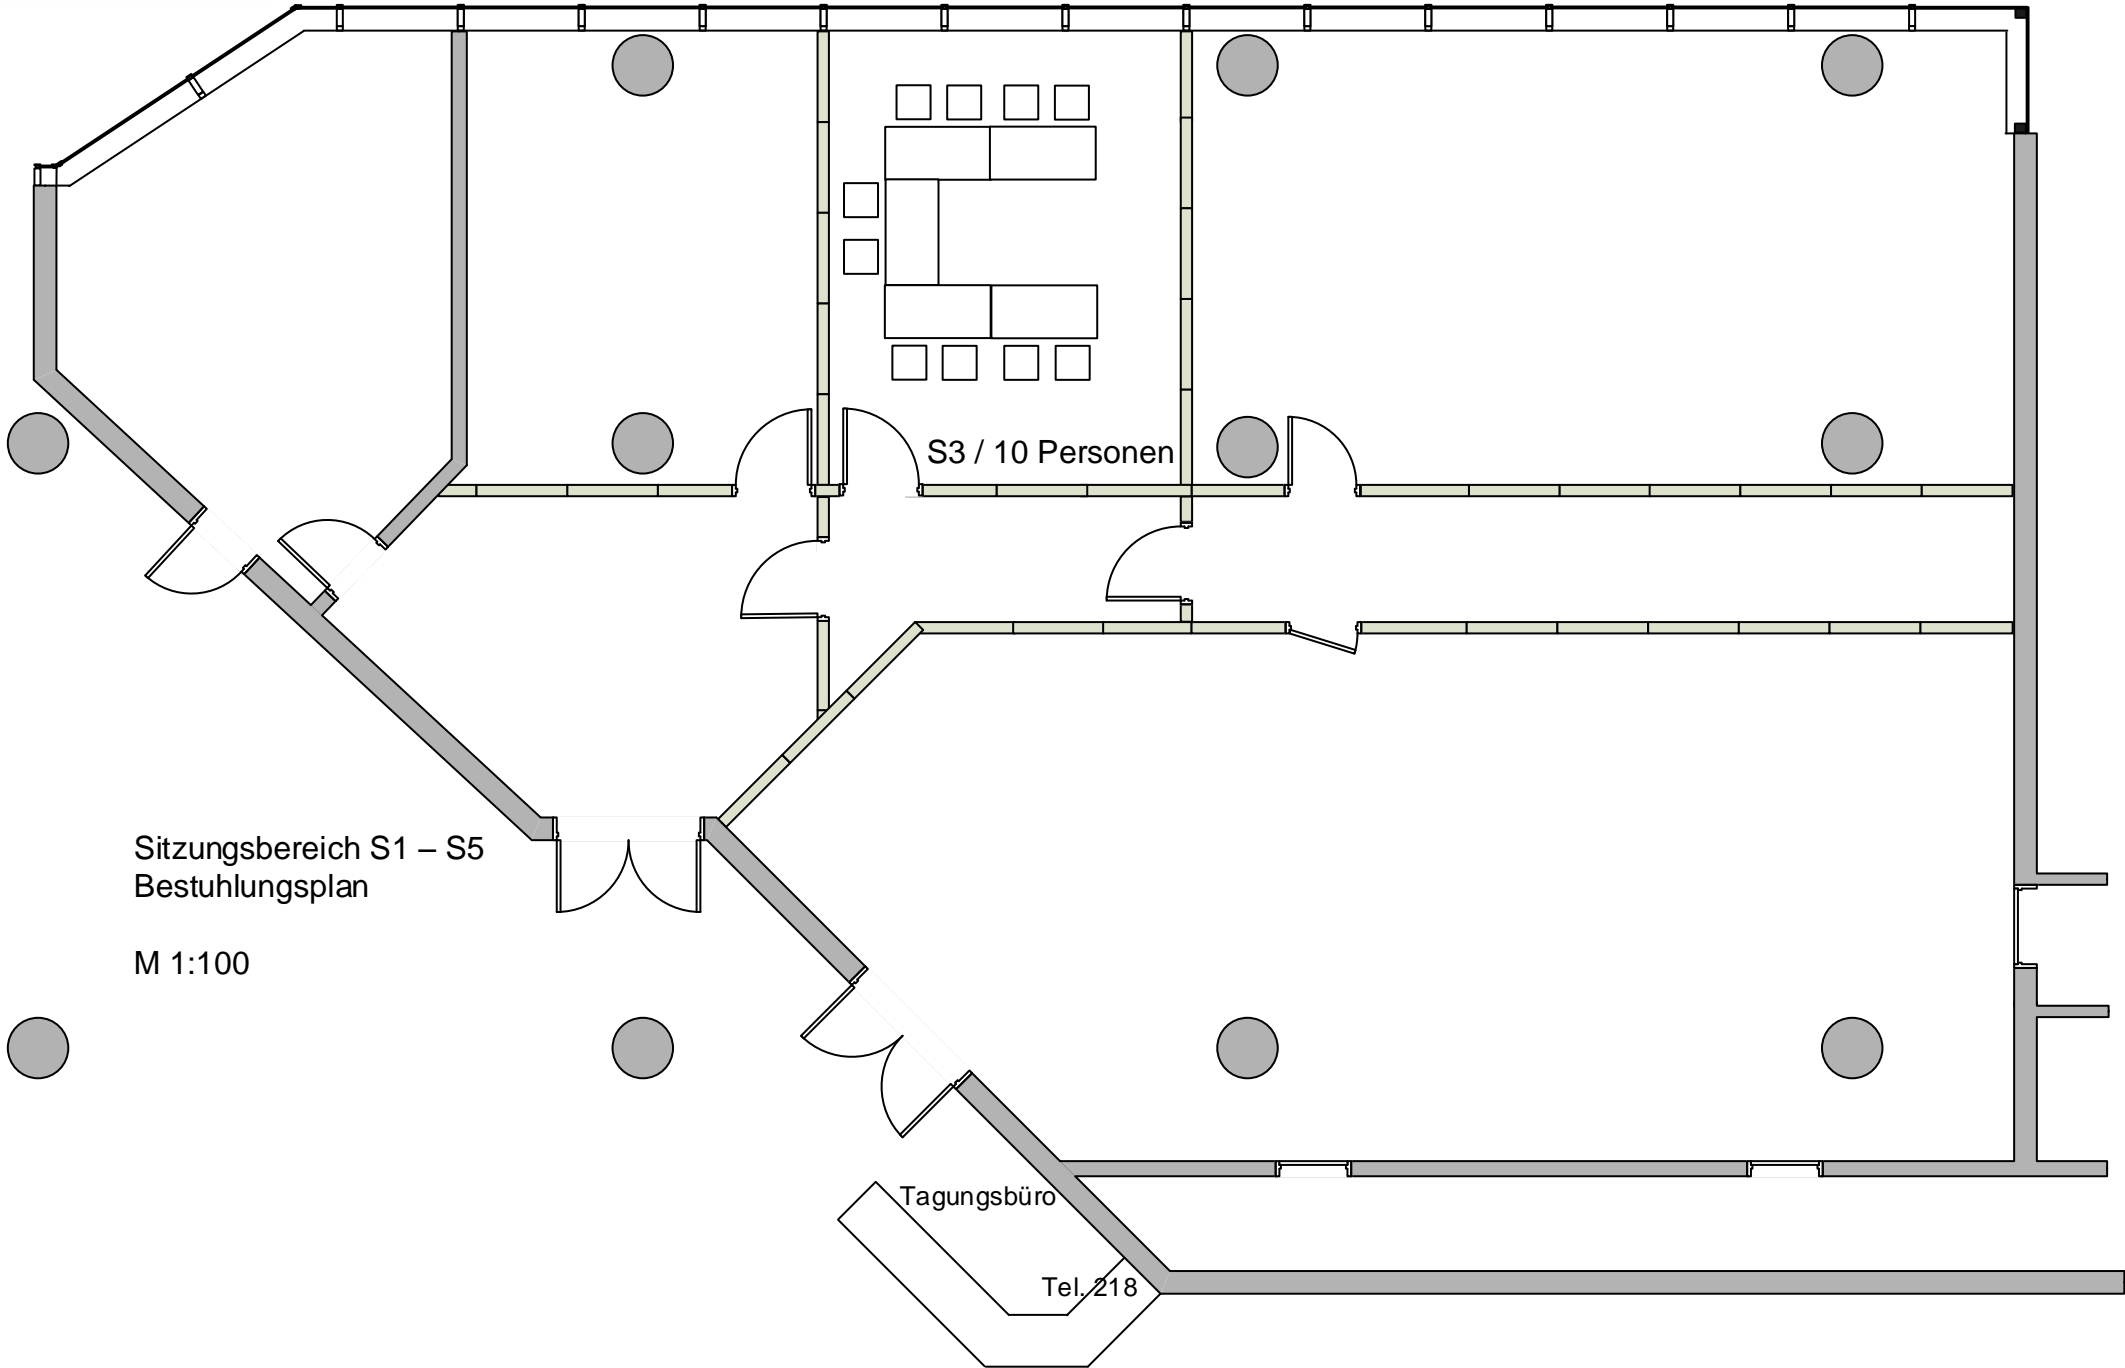 S3 / 10 Personen
Sitzungsbereich S1 – S5
Bestuhlungsplan
M 1:100
Tagungsbüro
Tel. 218